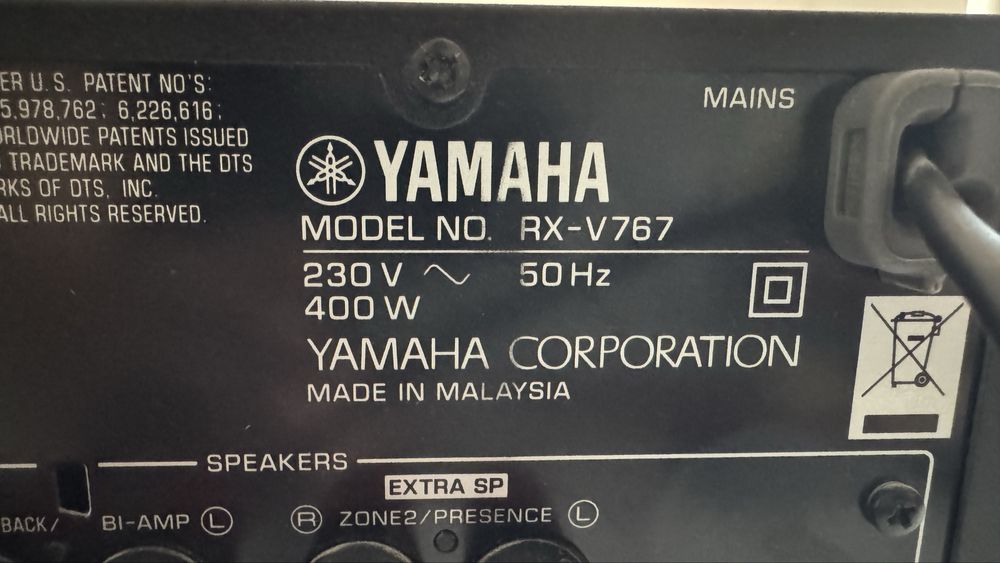 ER U.S. PATENT NO'S:
5,978,762; 6,226,616;
ORLDWIDE PATENTS ISSUED
TRADEMARK AND THE DTS
RKS OF DTS, INC.
ALL RIGHTS RESERVED.
MAINS
YAMAHA
MODEL NO. RX-V767
230 V ~ 50 Hz
400 W
YAMAHA CORPORATION
MADE IN MALAYSIA
SPEAKERS
EXTRA SP
BACK/ BI-AMP L R ZONE2/PRESENCE L